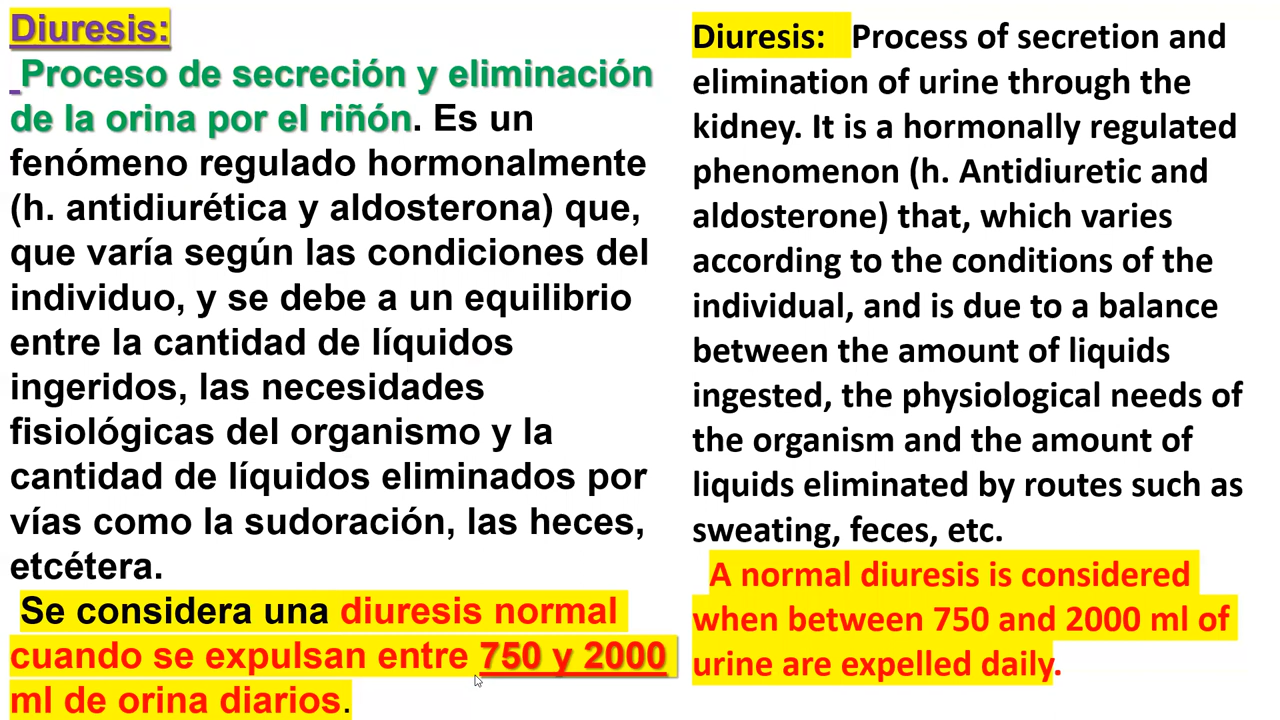 Diuresis:
Proceso de secreción y eliminación
de la orina por el riñón. Es un
fenómeno regulado hormonalmente
(h. antidiurética y aldosterona) que,
que varía según las condiciones del
individuo, y se debe a un equilibrio
entre la cantidad de líquidos
ingeridos, las necesidades
fisiológicas del organismo y la
cantidad de líquidos eliminados por
vías como la sudoración, las heces,
etcétera.
Se considera una diuresis normal
cuando se expulsan entre 750 y 2000
ml de orina diarios.
Diuresis: Process of secretion and
elimination of urine through the
kidney. It is a hormonally regulated
phenomenon (h. Antidiuretic and
aldosterone) that, which varies
according to the conditions of the
individual, and is due to a balance
between the amount of liquids
ingested, the physiological needs of
the organism and the amount of
liquids eliminated by routes such as
sweating, feces, etc.
A normal diuresis is considered
when between 750 and 2000 ml of
urine are expelled daily.